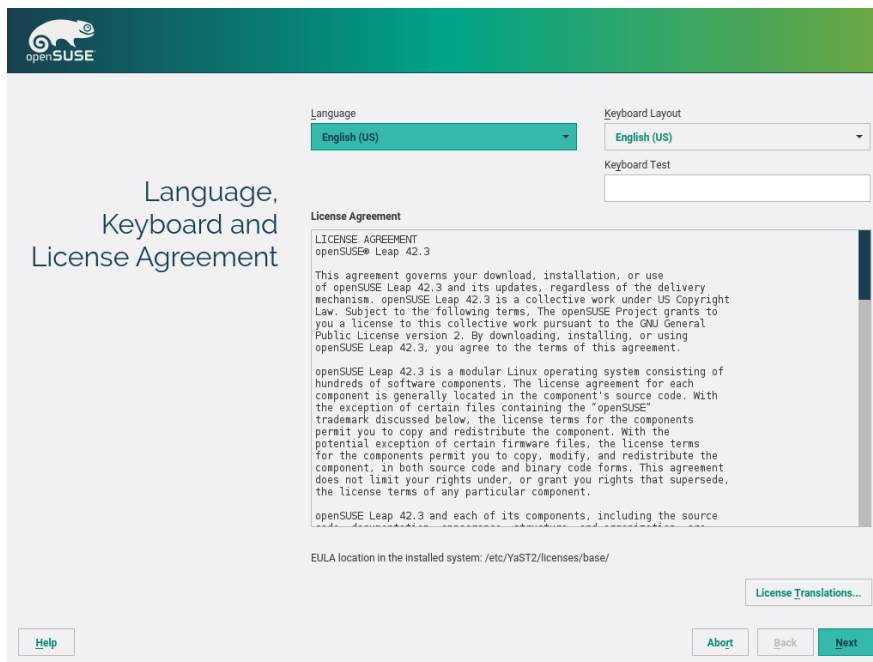 openSUSE
Language,
Keyboard and
License Agreement
Language
English (US)
Keyboard Layout
English (US)
Keyboard Test
License Agreement
LICENSE AGREEMENT
openSUSE® Leap 42.3
This agreement governs your download, installation, or use
of openSUSE Leap 42.3 and its updates, regardless of the delivery
mechanism. openSUSE Leap 42.3 is a collective work under US Copyright
Law. Subject to the following terms, The openSUSE Project grants to
you a license to this collective work pursuant to the GNU General
Public License version 2. By downloading, installing, or using
openSUSE Leap 42.3, you agree to the terms of this agreement.
openSUSE Leap 42.3 is a modular Linux operating system consisting of
hundreds of software components. The license agreement for each
component is generally located in the component's source code. With
the exception of certain files containing the “openSUSE”
trademark discussed below, the license terms for the components
permit you to copy and redistribute the component. With the
potential exception of certain firmware files, the license terms
for the components permit you to copy, modify, and redistribute the
component, in both source code and binary code forms. This agreement
does not limit your rights under, or grant you rights that supersede,
the license terms of any particular component.
openSUSE Leap 42.3 and each of its components, including the source
EULA location in the installed system: /etc/YaST2/licenses/base/
License Translations...
Help
Abort
Back
Next